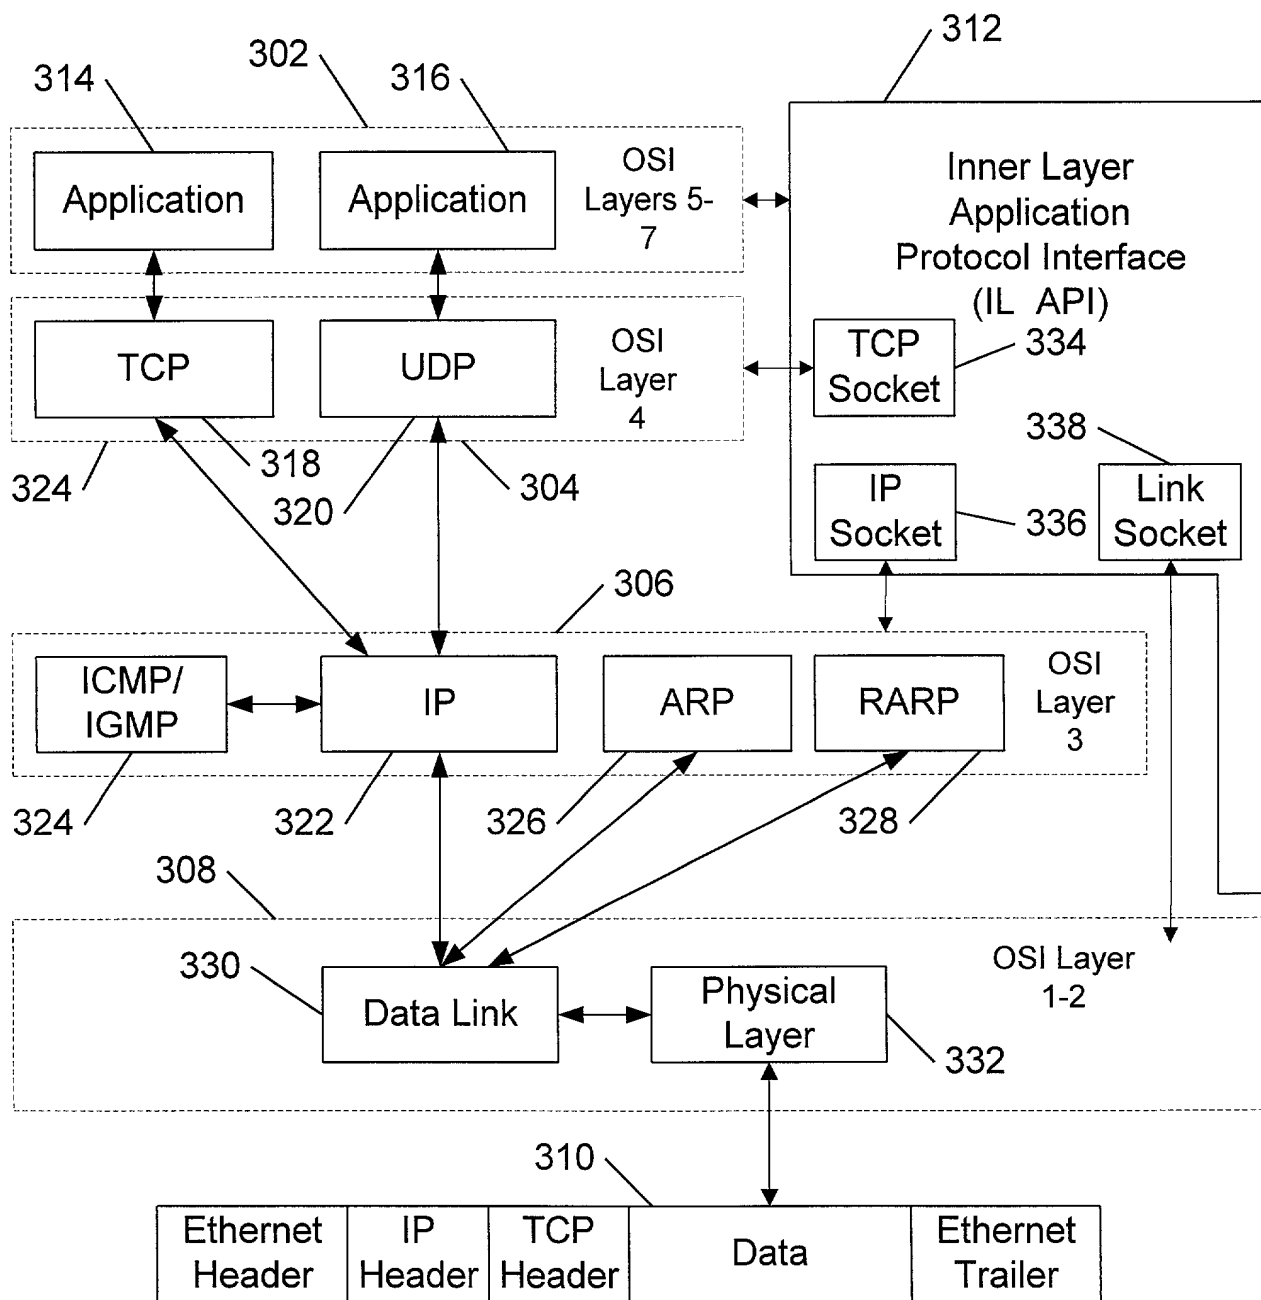 312
302
314
316
Application
Application
OSI
Layers 5-
7
Inner Layer
Application
Protocol Interface
(IL API)
TCP
UDP
OSI
Layer
4
TCP
Socket
334
324
318
320
304
338
IP
Socket
336
Link
Socket
306
ICMP/
IGMP
IP
ARP
RARP
OSI
Layer
3
324
322
326
328
308
330
Data Link
Physical
Layer
OSI Layer
1-2
332
310
Ethernet
Header
IP
Header
TCP
Header
Data
Ethernet
Trailer